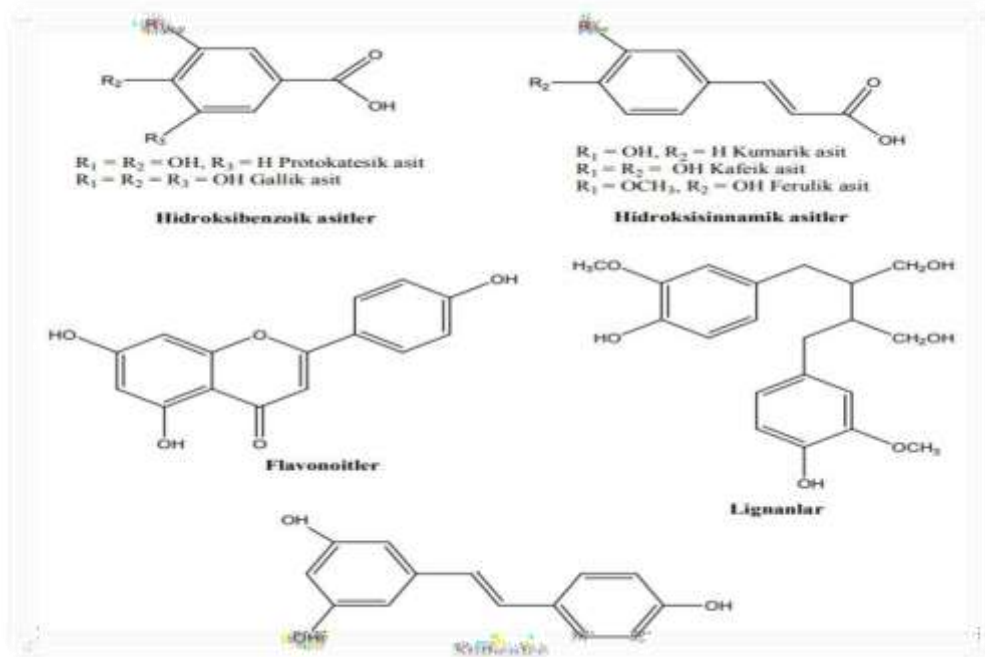 R₂
O
OH
R₃
R₁ = R₂ = OH, R₃ = H Protokatesik asit
R₁ = R₂ = R₃ = OH Gallik asit
Hidroksibenzoik asitler
R₂
O
OH
R₁ = OH, R₂ = H Kumarik asit
R₁ = R₂ = OH Kafeik asit
R₁ = OCH₃, R₂ = OH Ferulik asit
Hidroksisinnamik asitler
OH
HO
O
OH
O
Flavonoitler
H₃CO
CH₂OH
HO
CH₂OH
OCH₃
OH
Lignanlar
OH
OH